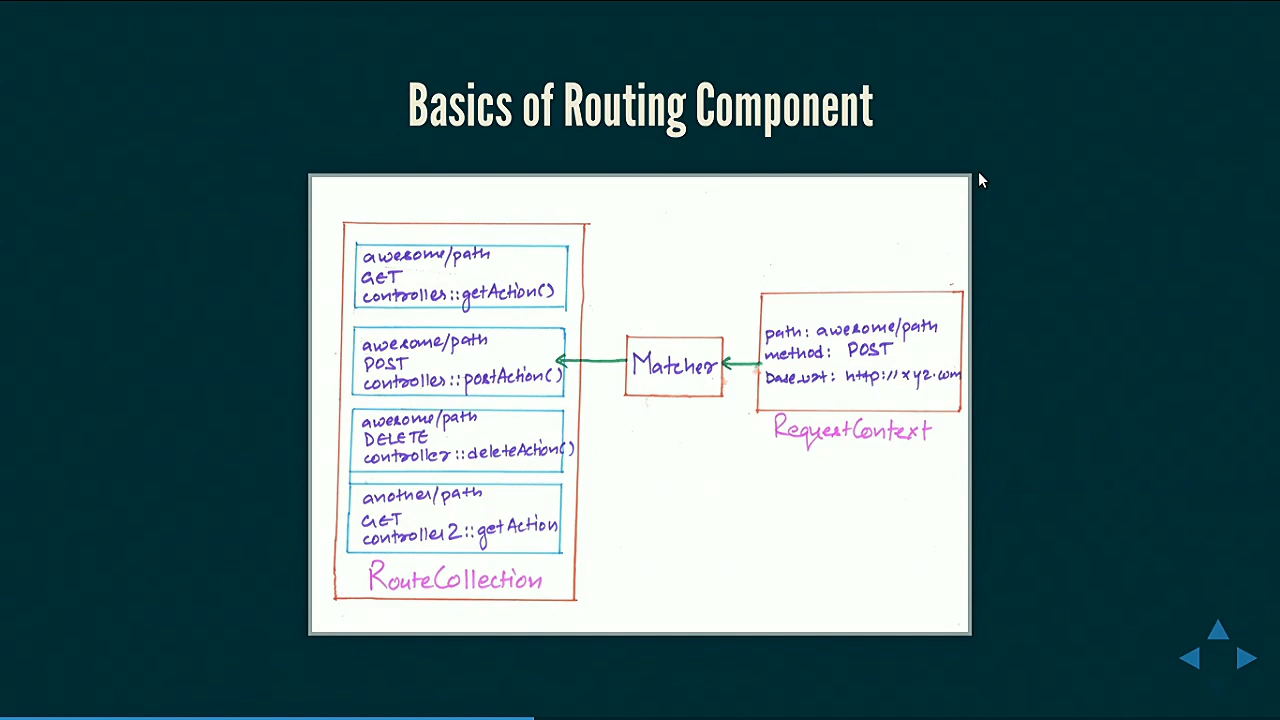 Basics of Routing Component
awesome/path
GET
controller::getAction()
awesome/path
POST
controller::postAction()
awesome/path
DELETE
controller::deleteAction()
another/path
GET
controller2::getAction
RouteCollection
Matcher
path: awesome/path
method: POST
base_url: http://xyz.com
RequestContext